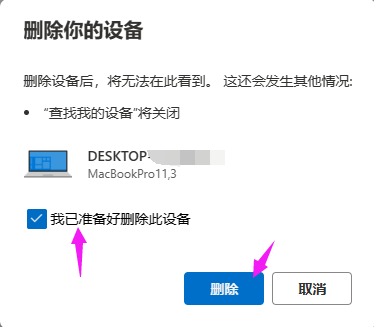 删除你的设备
删除设备后，将无法在此看到。 这还会发生其他情况:
• “查找我的设备”将关闭
DESKTOP-
MacBookPro11,3
我已准备好删除此设备
删除 取消